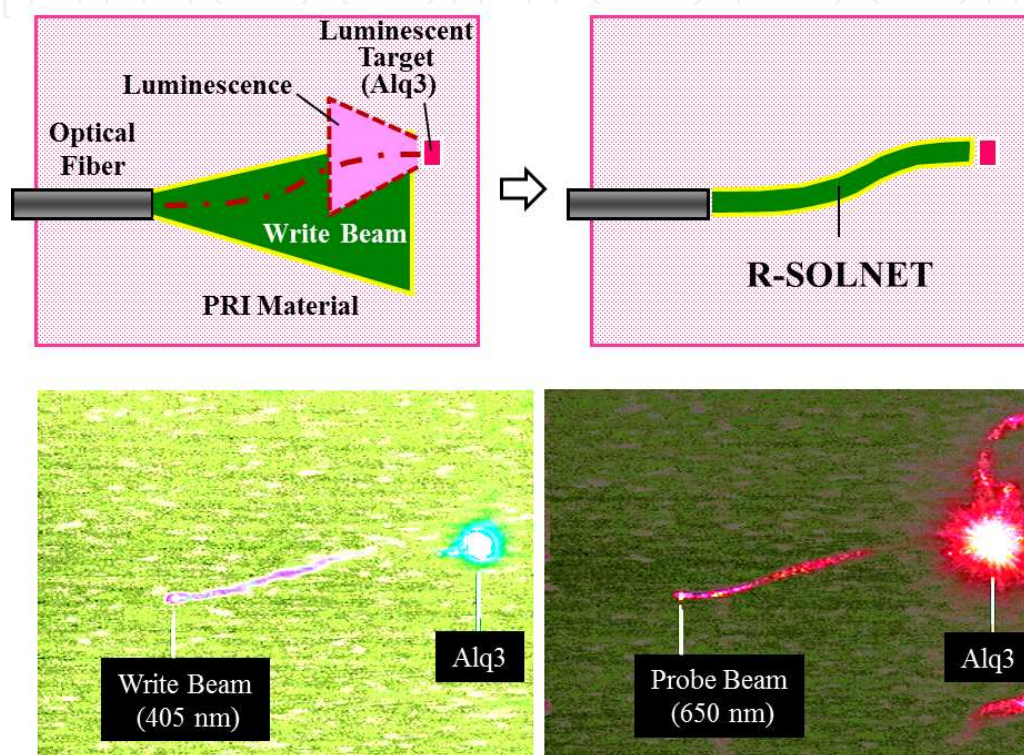 Luminescent
Target
(Alq3)
Luminescence
Optical
Fiber
Write Beam
PRI Material
R-SOLNET
Write Beam
(405 nm)
Alq3
Probe Beam
(650 nm)
Alq3